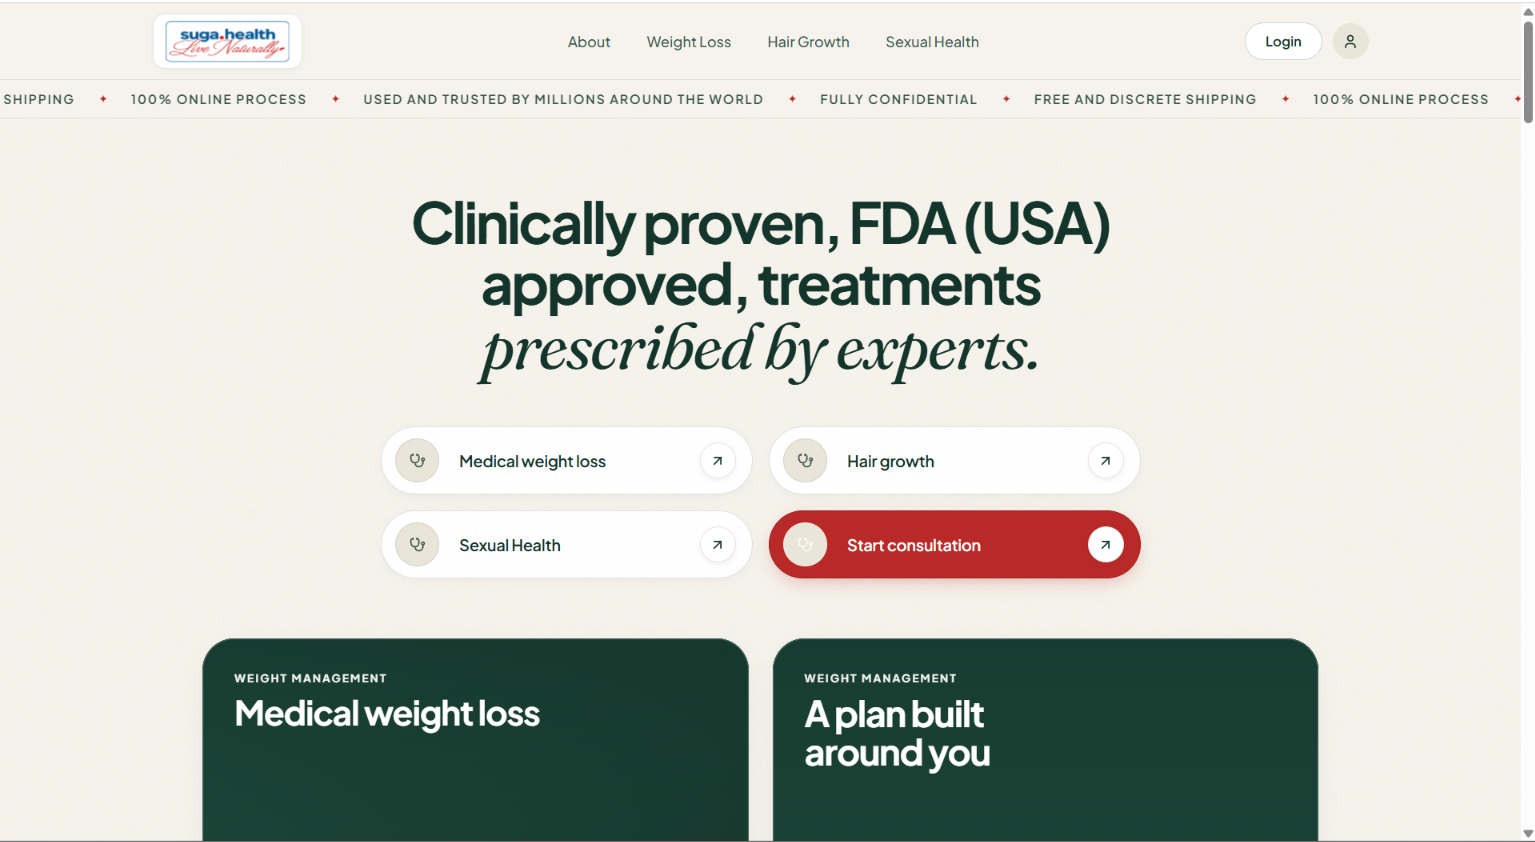 suga.health
Live Naturally
About
Weight Loss
Hair Growth
Sexual Health
Login
SHIPPING ✦ 100% ONLINE PROCESS ✦ USED AND TRUSTED BY MILLIONS AROUND THE WORLD ✦ FULLY CONFIDENTIAL ✦ FREE AND DISCRETE SHIPPING ✦ 100% ONLINE PROCESS ✦
Clinically proven, FDA (USA)
approved, treatments
prescribed by experts.
Medical weight loss
Hair growth
Sexual Health
Start consultation
WEIGHT MANAGEMENT
Medical weight loss
WEIGHT MANAGEMENT
A plan built
around you